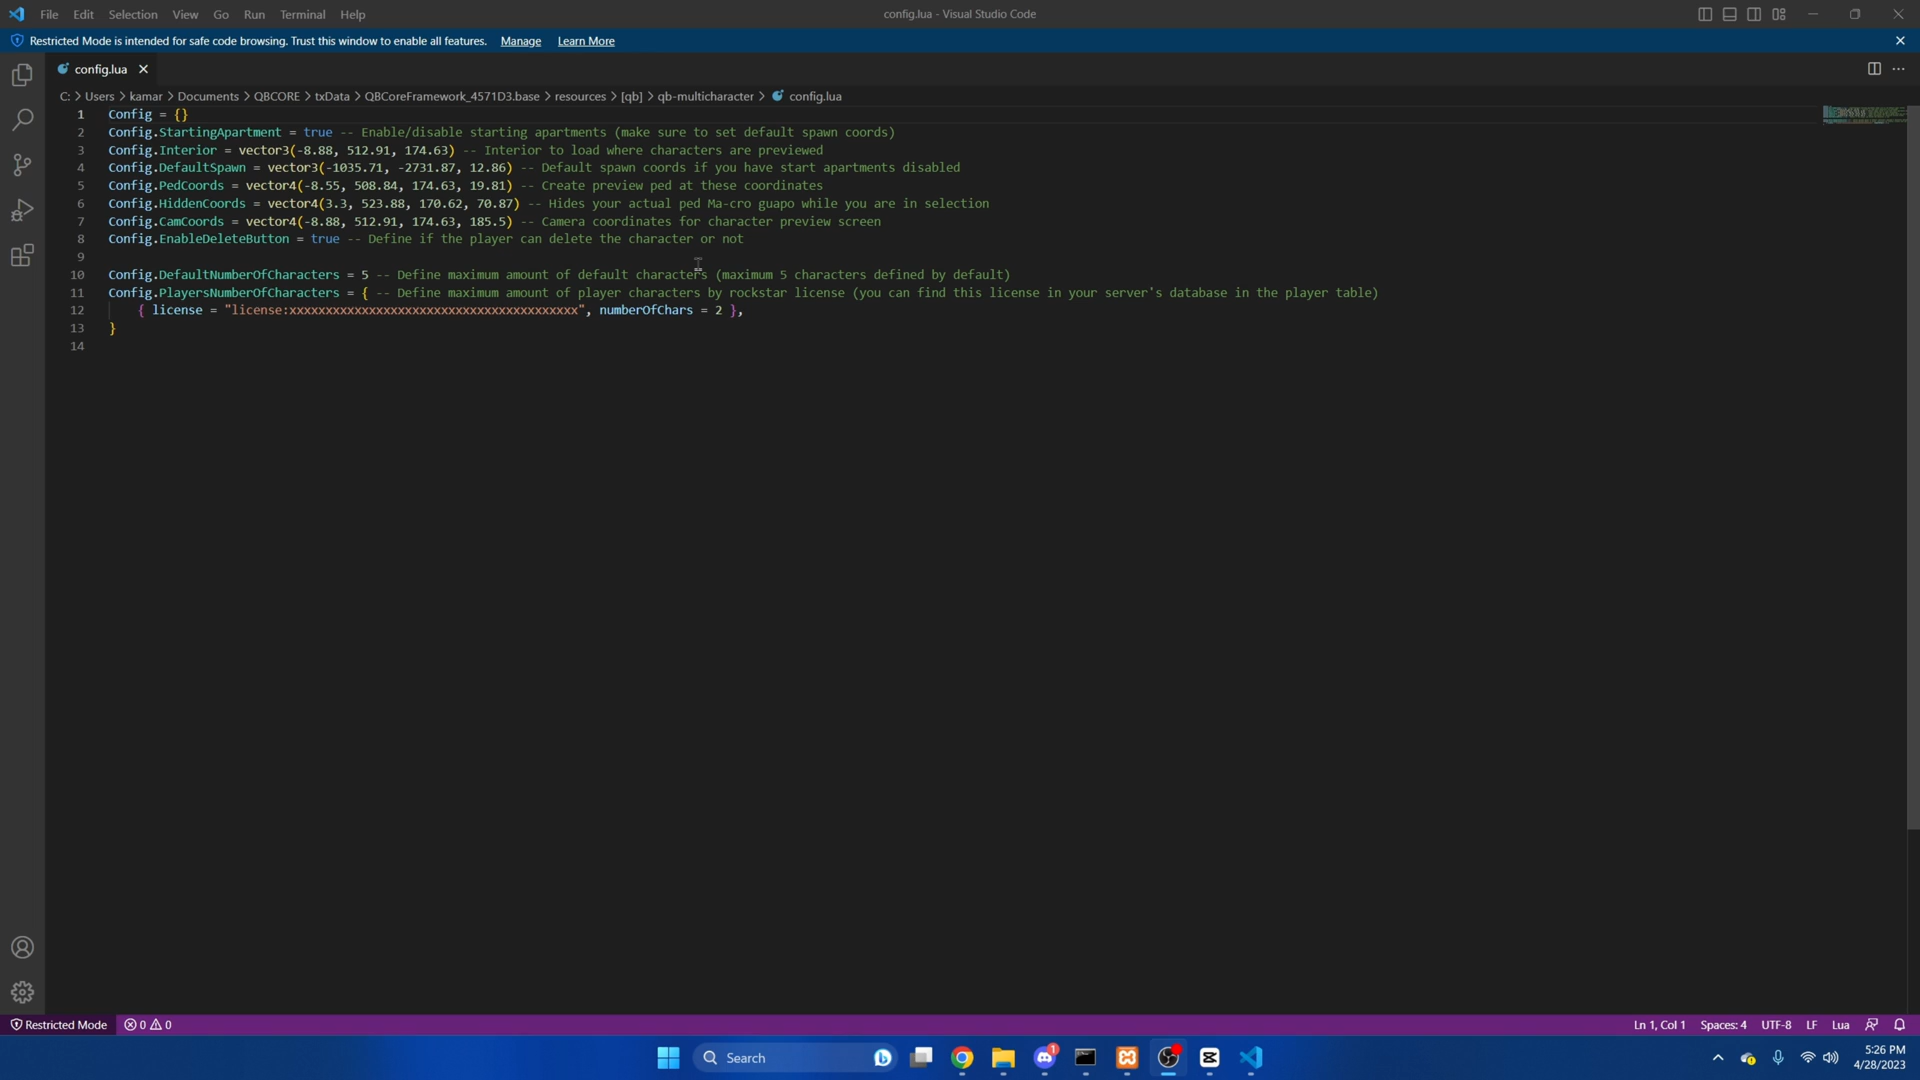 File Edit Selection View Go Run Terminal Help
config.lua - Visual Studio Code
Restricted Mode is intended for safe code browsing. Trust this window to enable all features. Manage Learn More
config.lua
C: > Users > kamar > Documents > QBCORE > txData > QBCoreFramework_4571D3.base > resources > [qb] > qb-multicharacter > config.lua
1 Config = {}
2 Config.StartingApartment = true -- Enable/disable starting apartments (make sure to set default spawn coords)
3 Config.Interior = vector3(-8.88, 512.91, 174.63) -- Interior to load where characters are previewed
4 Config.DefaultSpawn = vector3(-1035.71, -2731.87, 12.86) -- Default spawn coords if you have start apartments disabled
5 Config.PedCoords = vector4(-8.55, 508.84, 174.63, 19.81) -- Create preview ped at these coordinates
6 Config.HiddenCoords = vector4(3.3, 523.88, 170.62, 70.87) -- Hides your actual ped Ma-cro guapo while you are in selection
7 Config.CamCoords = vector4(-8.88, 512.91, 174.63, 185.5) -- Camera coordinates for character preview screen
8 Config.EnableDeleteButton = true -- Define if the player can delete the character or not
9
10 Config.DefaultNumberOfCharacters = 5 -- Define maximum amount of default characters (maximum 5 characters defined by default)
11 Config.PlayersNumberOfCharacters = { -- Define maximum amount of player characters by rockstar license (you can find this license in your server's database in the player table)
12 { license = "license:xxxxxxxxxxxxxxxxxxxxxxxxxxxxxxxxxxxxxxxx", numberOfChars = 2 },
13 }
14
Restricted Mode 0 0 Ln 1, Col 1 Spaces: 4 UTF-8 LF Lua
Search
1
5:26 PM
4/28/2023